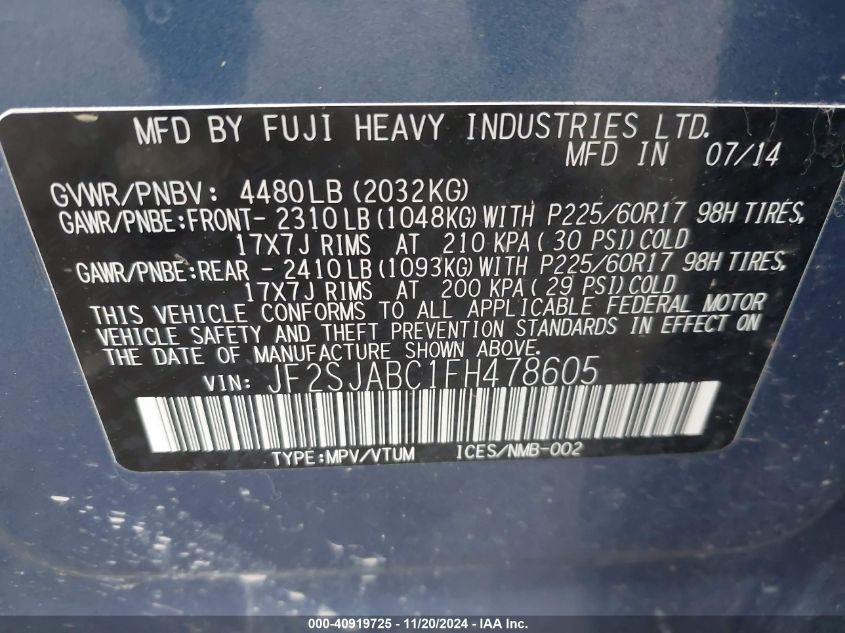 MFD BY FUJI HEAVY INDUSTRIES LTD.
MFD IN 07/14
GVWR/PNBV: 4480LB (2032KG)
GAWR/PNBE:FRONT- 2310LB (1048KG) WITH P225/60R17 98H TIRES,
17X7J RIMS AT 210 KPA ( 30 PSI) COLD
GAWR/PNBE:REAR - 2410LB (1093KG) WITH P225/60R17 98H TIRES,
17X7J RIMS AT 200 KPA ( 29 PSI) COLD
THIS VEHICLE CONFORMS TO ALL APPLICABLE FEDERAL MOTOR
VEHICLE SAFETY AND THEFT PREVENTION STANDARDS IN EFFECT ON
THE DATE OF MANUFACTURE SHOWN ABOVE.
VIN: JF2SJABC1FH478605
TYPE:MPV/VTUM ICES/NMB-002
000-40919725 - 11/20/2024 - IAA Inc.